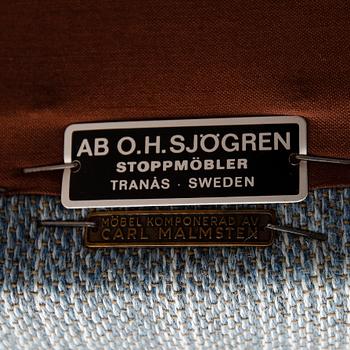 AB O.H. SJÖGREN
STOPPMÖBLER
TRANÅS · SWEDEN
MÖBEL KOMPONERAD AV
CARL MALMSTEN